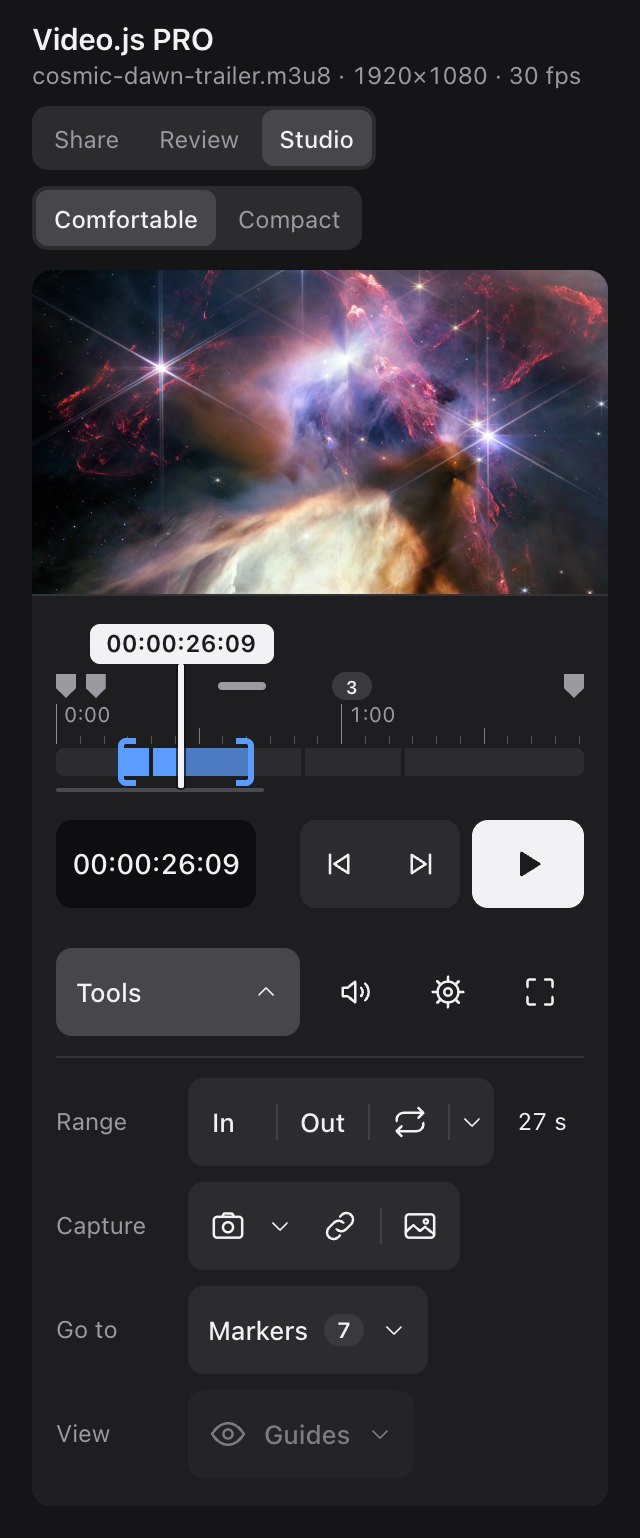 Video.js PRO
cosmic-dawn-trailer.m3u8 · 1920×1080 · 30 fps
Share Review Studio
Comfortable Compact
00:00:26:09
3
0:00 1:00
00:00:26:09
Tools
Range In Out 27 s
Capture
Go to Markers 7
View Guides